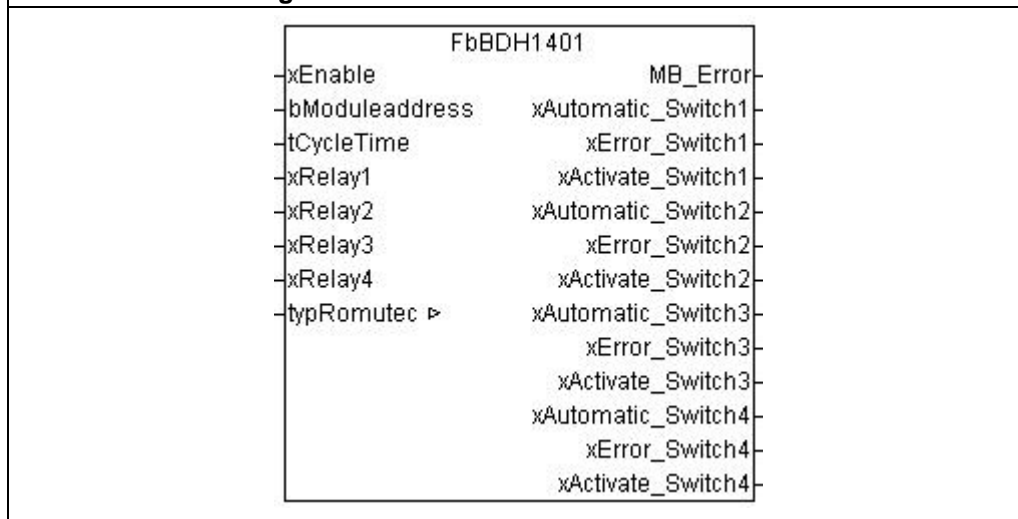 FbBDH1401
xEnable MB_Error
bModuleaddress xAutomatic_Switch1
tCycleTime xError_Switch1
xRelay1 xActivate_Switch1
xRelay2 xAutomatic_Switch2
xRelay3 xError_Switch2
xRelay4 xActivate_Switch2
typRomutec ▹ xAutomatic_Switch3
xError_Switch3
xActivate_Switch3
xAutomatic_Switch4
xError_Switch4
xActivate_Switch4